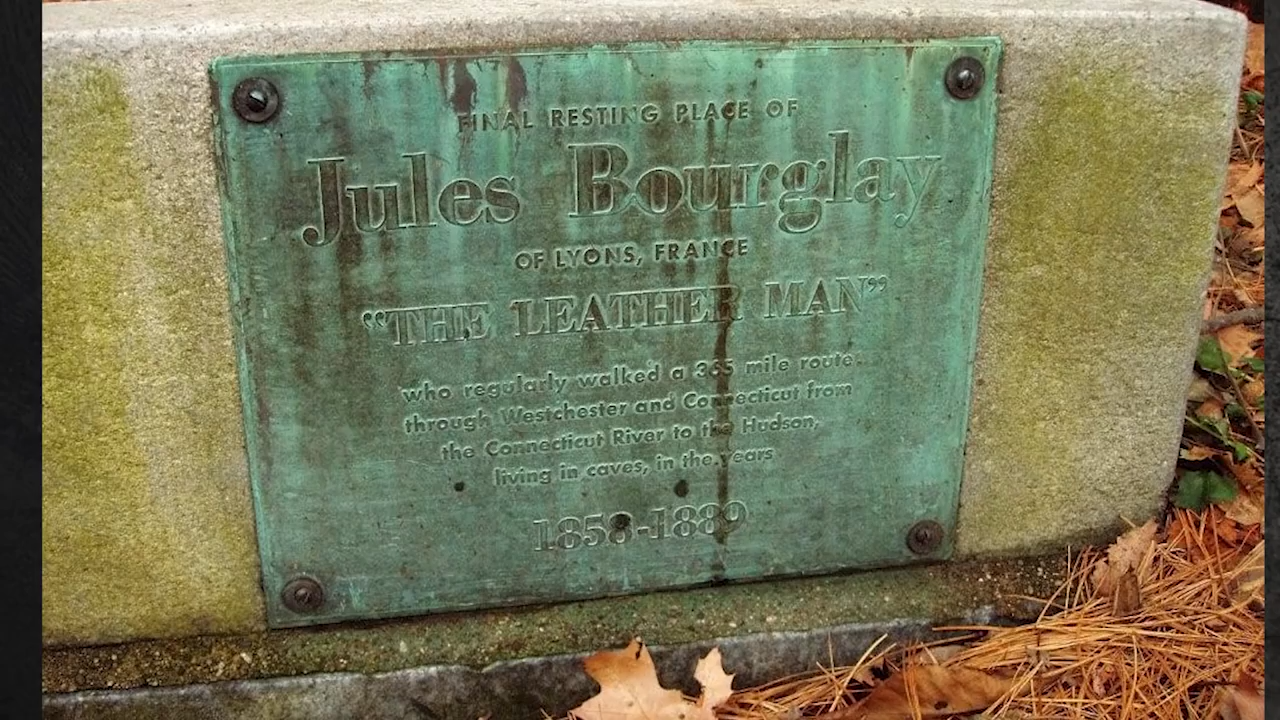 FINAL RESTING PLACE OF
Jules Bourglay
OF LYONS, FRANCE
“THE LEATHER MAN”
who regularly walked a 365 mile route
through Westchester and Connecticut from
the Connecticut River to the Hudson,
living in caves, in the years
1858-1889